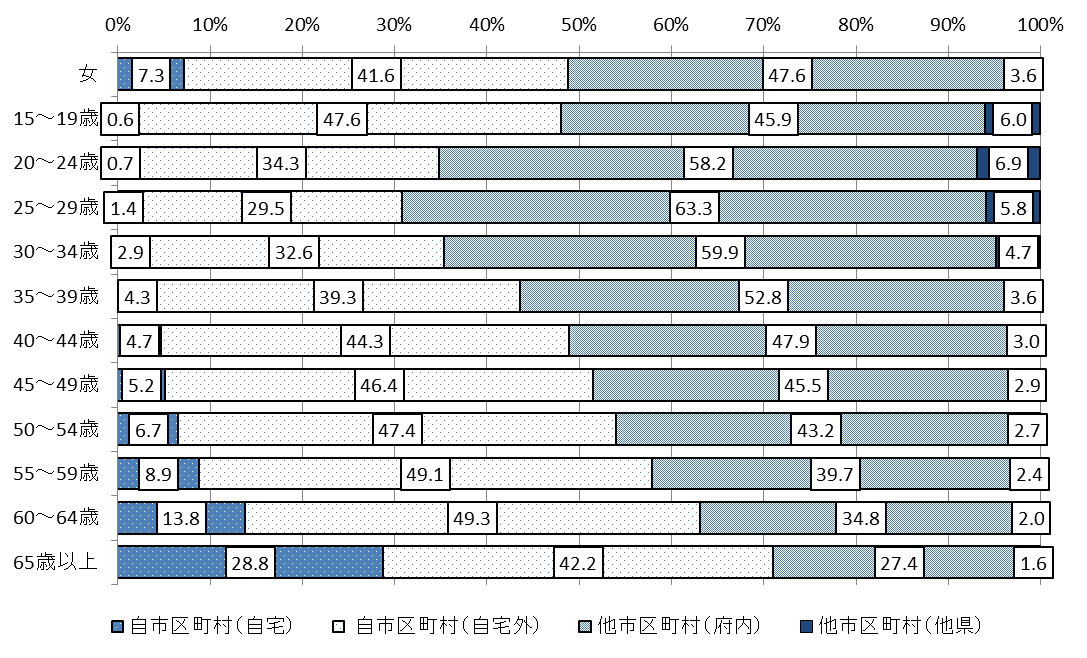 0% 10% 20% 30% 40% 50% 60% 70% 80% 90% 100%
女 7.3 41.6 47.6 3.6
15～19歳 0.6 47.6 45.9 6.0
20～24歳 0.7 34.3 58.2 6.9
25～29歳 1.4 29.5 63.3 5.8
30～34歳 2.9 32.6 59.9 4.7
35～39歳 4.3 39.3 52.8 3.6
40～44歳 4.7 44.3 47.9 3.0
45～49歳 5.2 46.4 45.5 2.9
50～54歳 6.7 47.4 43.2 2.7
55～59歳 8.9 49.1 39.7 2.4
60～64歳 13.8 49.3 34.8 2.0
65歳以上 28.8 42.2 27.4 1.6
自市区町村(自宅) 自市区町村(自宅外) 他市区町村(府内) 他市区町村(他県)